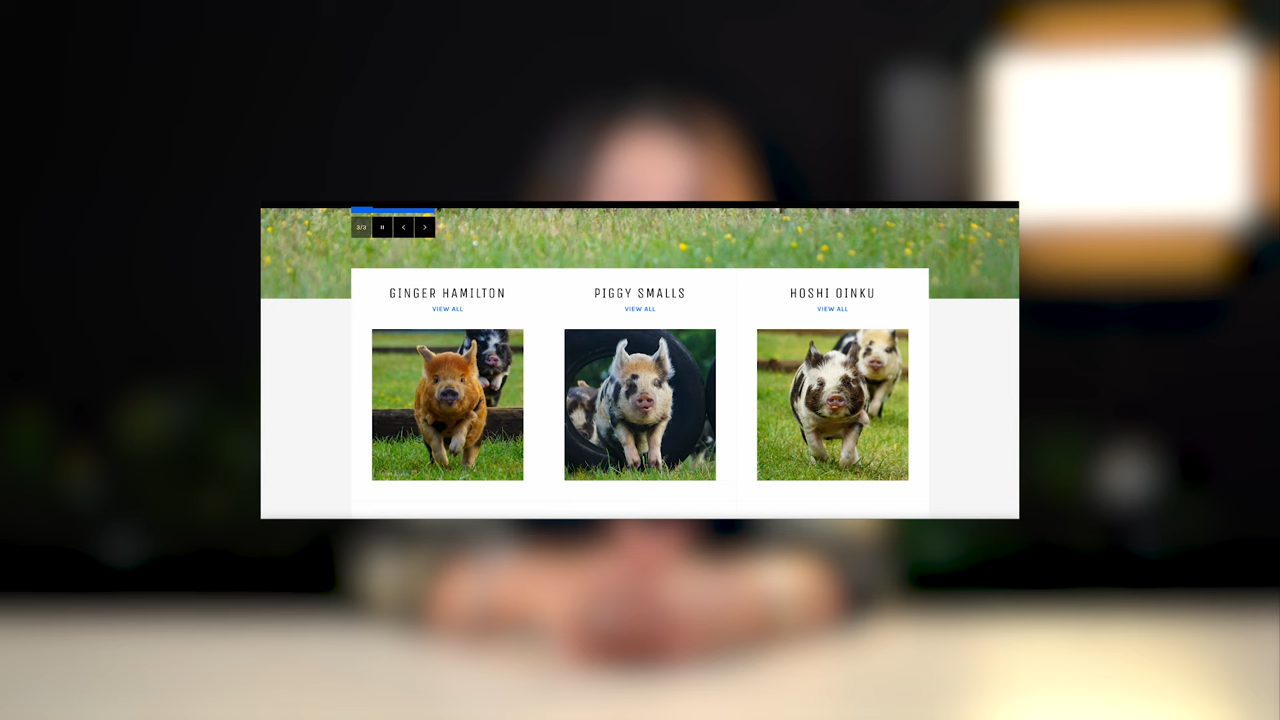 3/3
GINGER HAMILTON
VIEW ALL
PIGGY SMALLS
VIEW ALL
HOSHI OINKU
VIEW ALL